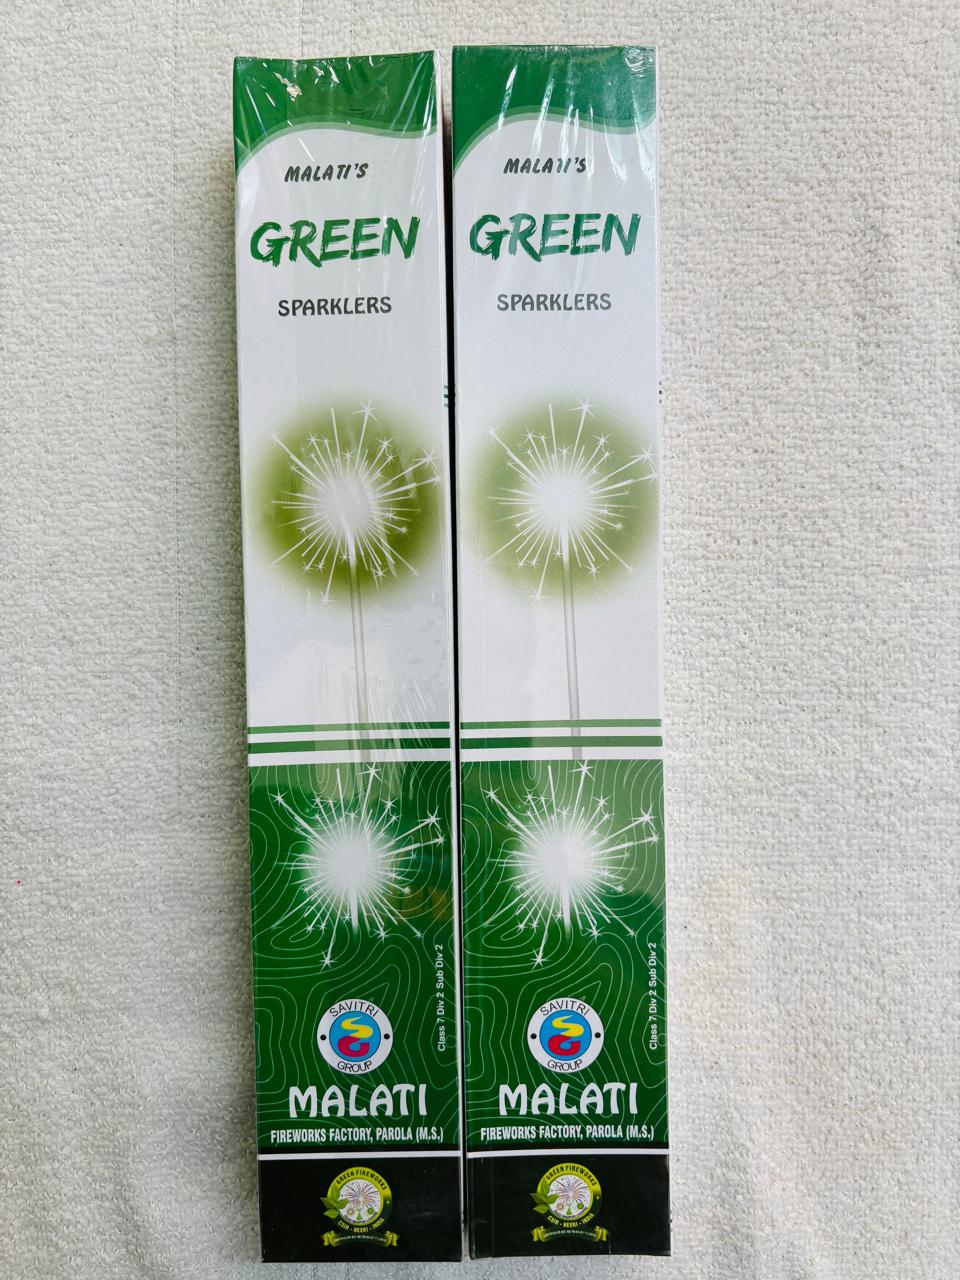 MALATI'S
GREEN
SPARKLERS
Class 7 Div 2 Sub Div 2
SAVITRI
GROUP
MALATI
FIREWORKS FACTORY, PAROLA (M.S.)
GREEN FIREWORKS
CSIR - NEERI - INDIA
MALATI'S
GREEN
SPARKLERS
Class 7 Div 2 Sub Div 2
SAVITRI
GROUP
MALATI
FIREWORKS FACTORY, PAROLA (M.S.)
GREEN FIREWORKS
CSIR - NEERI - INDIA